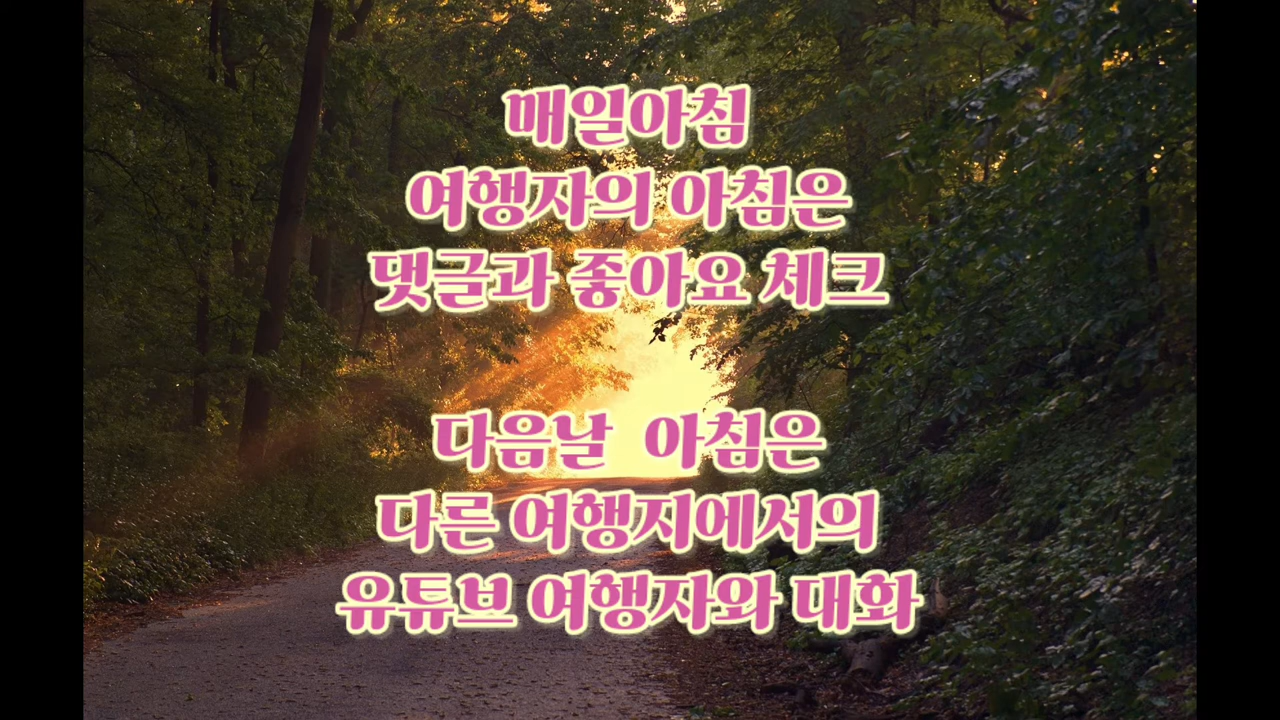 매일아침
여행자의 아침은
댓글과 좋아요 체크
다음날 아침은
다른 여행지에서의
유튜브 여행자와 대화